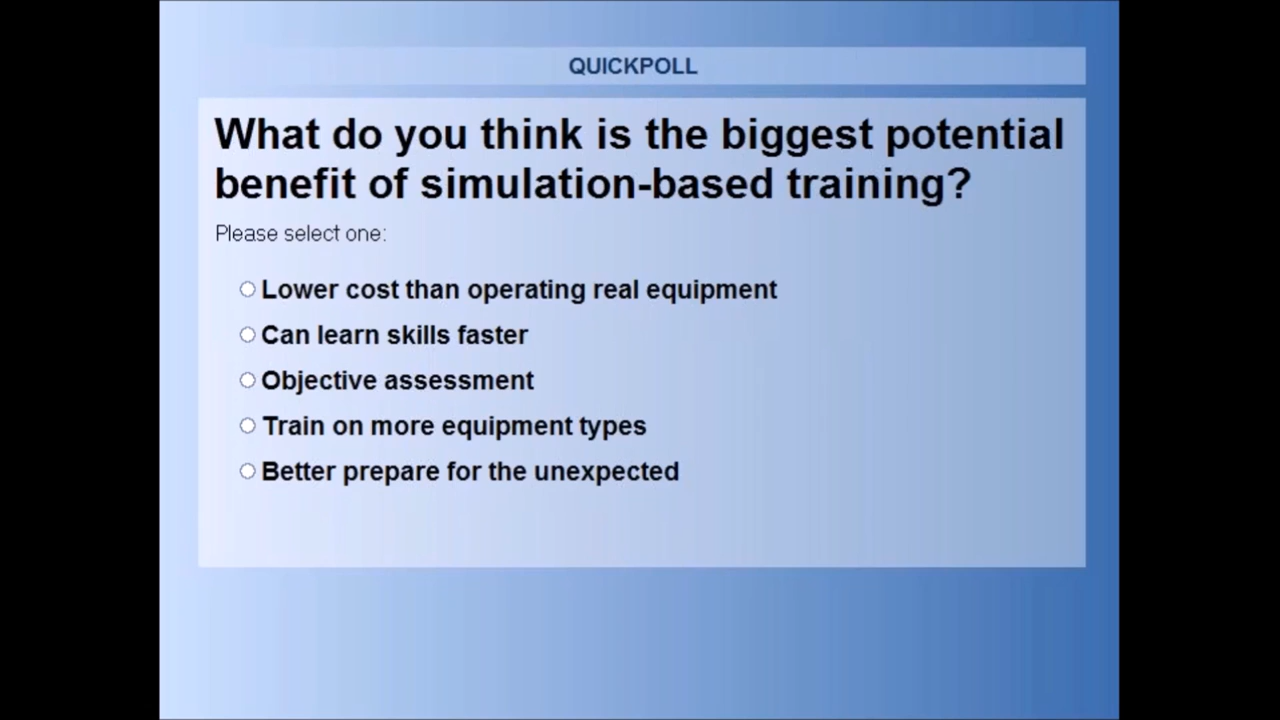 QUICKPOLL
What do you think is the biggest potential
benefit of simulation-based training?
Please select one:
Lower cost than operating real equipment
Can learn skills faster
Objective assessment
Train on more equipment types
Better prepare for the unexpected